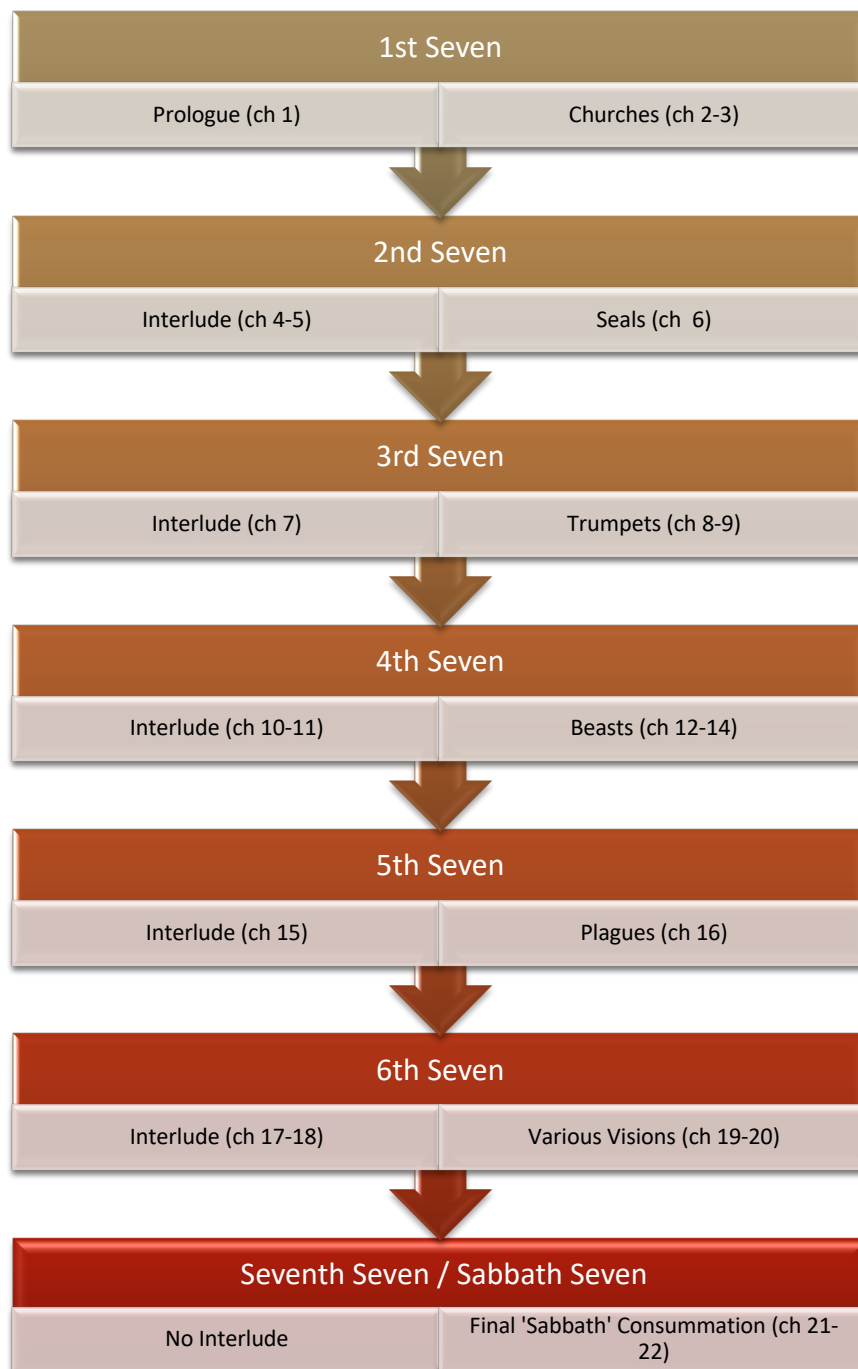 1st Seven
Prologue (ch 1)
Churches (ch 2-3)
2nd Seven
Interlude (ch 4-5)
Seals (ch  6)
3rd Seven
Interlude (ch 7)
Trumpets (ch 8-9)
4th Seven
Interlude (ch 10-11)
Beasts (ch 12-14)
5th Seven
Interlude (ch 15)
Plagues (ch 16)
6th Seven
Interlude (ch 17-18)
Various Visions (ch 19-20)
Seventh Seven / Sabbath Seven
No Interlude
Final 'Sabbath' Consummation (ch 21-
22)